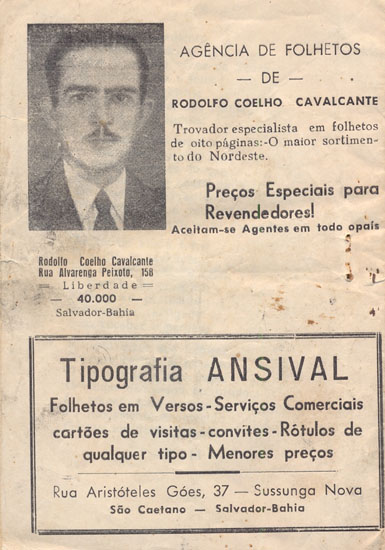 AGÊNCIA DE FOLHETOS
— DE —
RODOLFO COELHO CAVALCANTE
Trovador especialista em folhetos
de oito páginas:-O maior sortimen-
to do Nordeste.
Preços Especiais para
Revendedores!
Aceitam-se Agentes em todo opaís
Rodolfo Coelho Cavalcante
Rua Alvarenga Peixoto, 158
= Liberdade =
— 40.000 —
Salvador-Bahia
Tipografia ANSIVAL
Folhetos em Versos-Serviços Comerciais
cartões de visitas-convites-Rótulos de
qualquer tipo - Menores preços
Rua Aristóteles Góes, 37 — Sussunga Nova
São Caetano — Salvador-Bahia